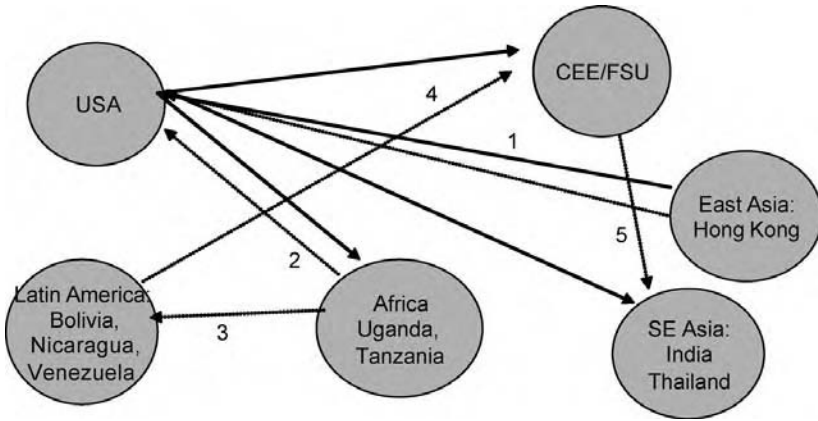 USA
CEE/FSU
4
1
East Asia:
Hong Kong
5
2
Latin America:
Bolivia,
Nicaragua,
Venezuela
3
Africa
Uganda,
Tanzania
SE Asia:
India
Thailand